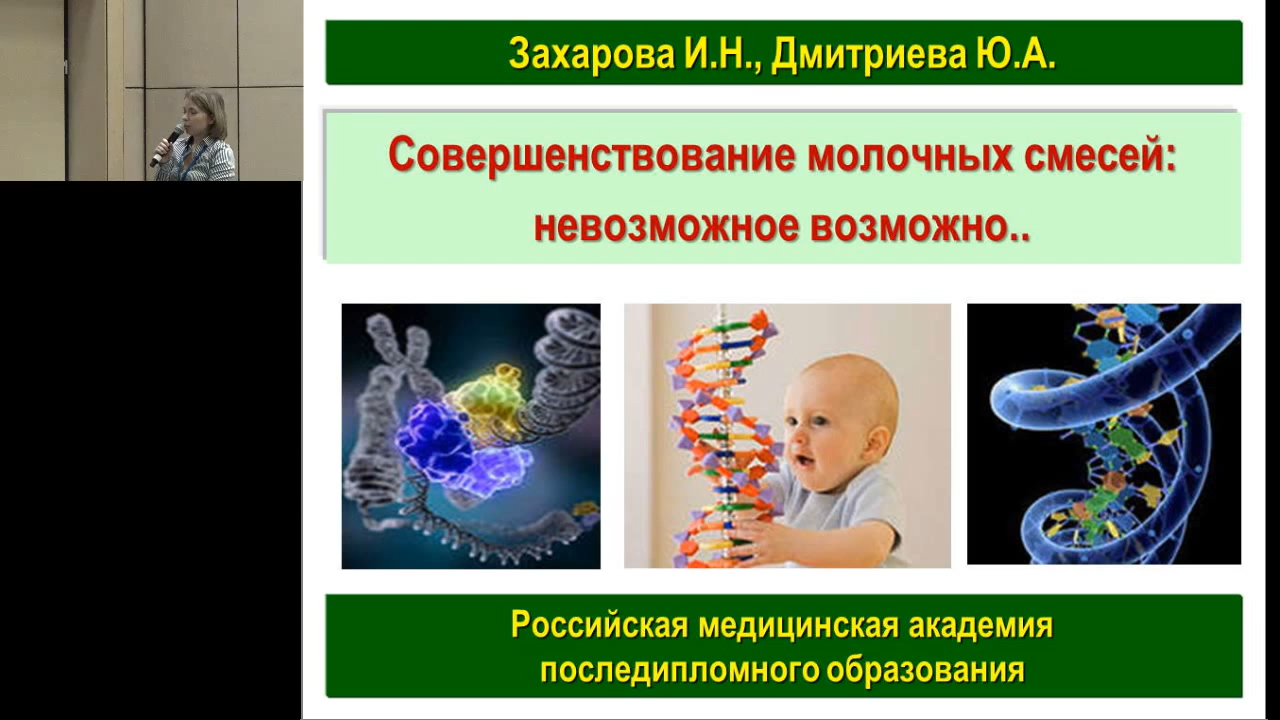 Захарова И.Н., Дмитриева Ю.А.
Совершенствование молочных смесей:
невозможное возможно..
Российская медицинская академия
последипломного образования